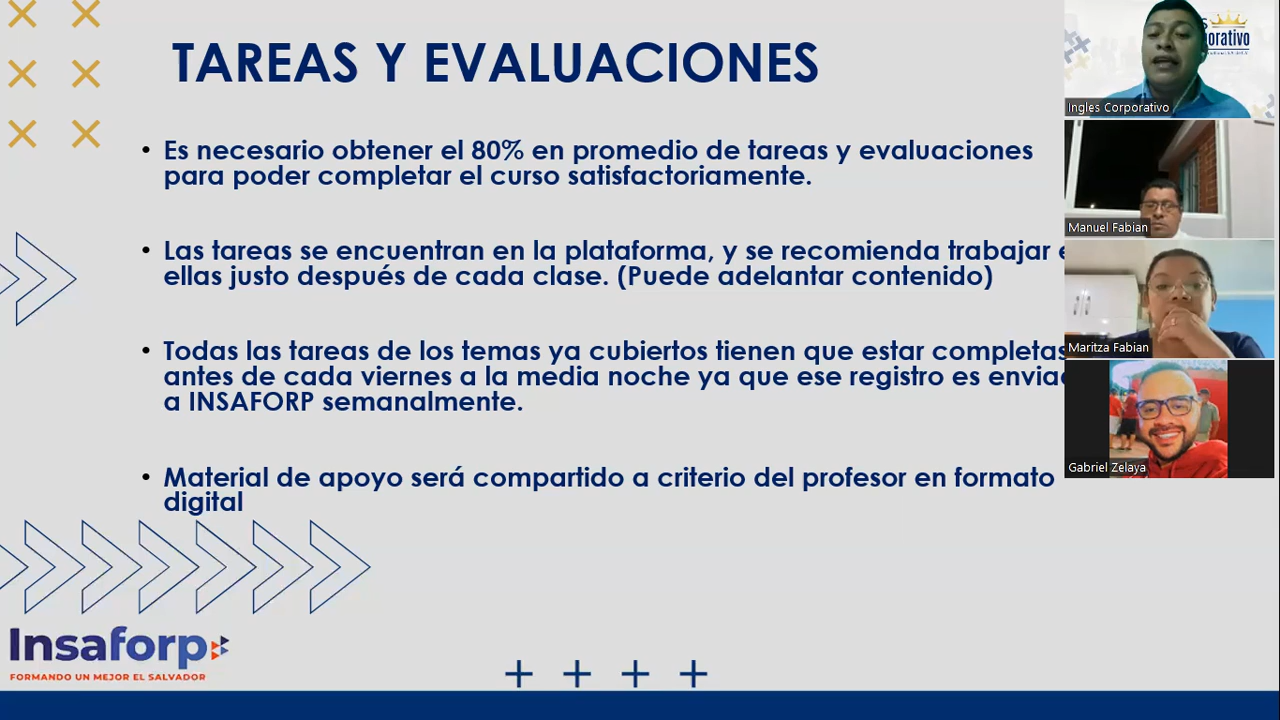 TAREAS Y EVALUACIONES
• Es necesario obtener el 80% en promedio de tareas y evaluaciones
para poder completar el curso satisfactoriamente.
• Las tareas se encuentran en la plataforma, y se recomienda trabajar
ellas justo después de cada clase. (Puede adelantar contenido)
• Todas las tareas de los temas ya cubiertos tienen que estar completas
antes de cada viernes a la media noche ya que ese registro es envia
a INSAFORP semanalmente.
• Material de apoyo será compartido a criterio del profesor en formato
digital
Insaforp
FORMANDO UN MEJOR EL SALVADOR
orativo
Ingles Corporativo
Manuel Fabian
Maritza Fabian
Gabriel Zelaya